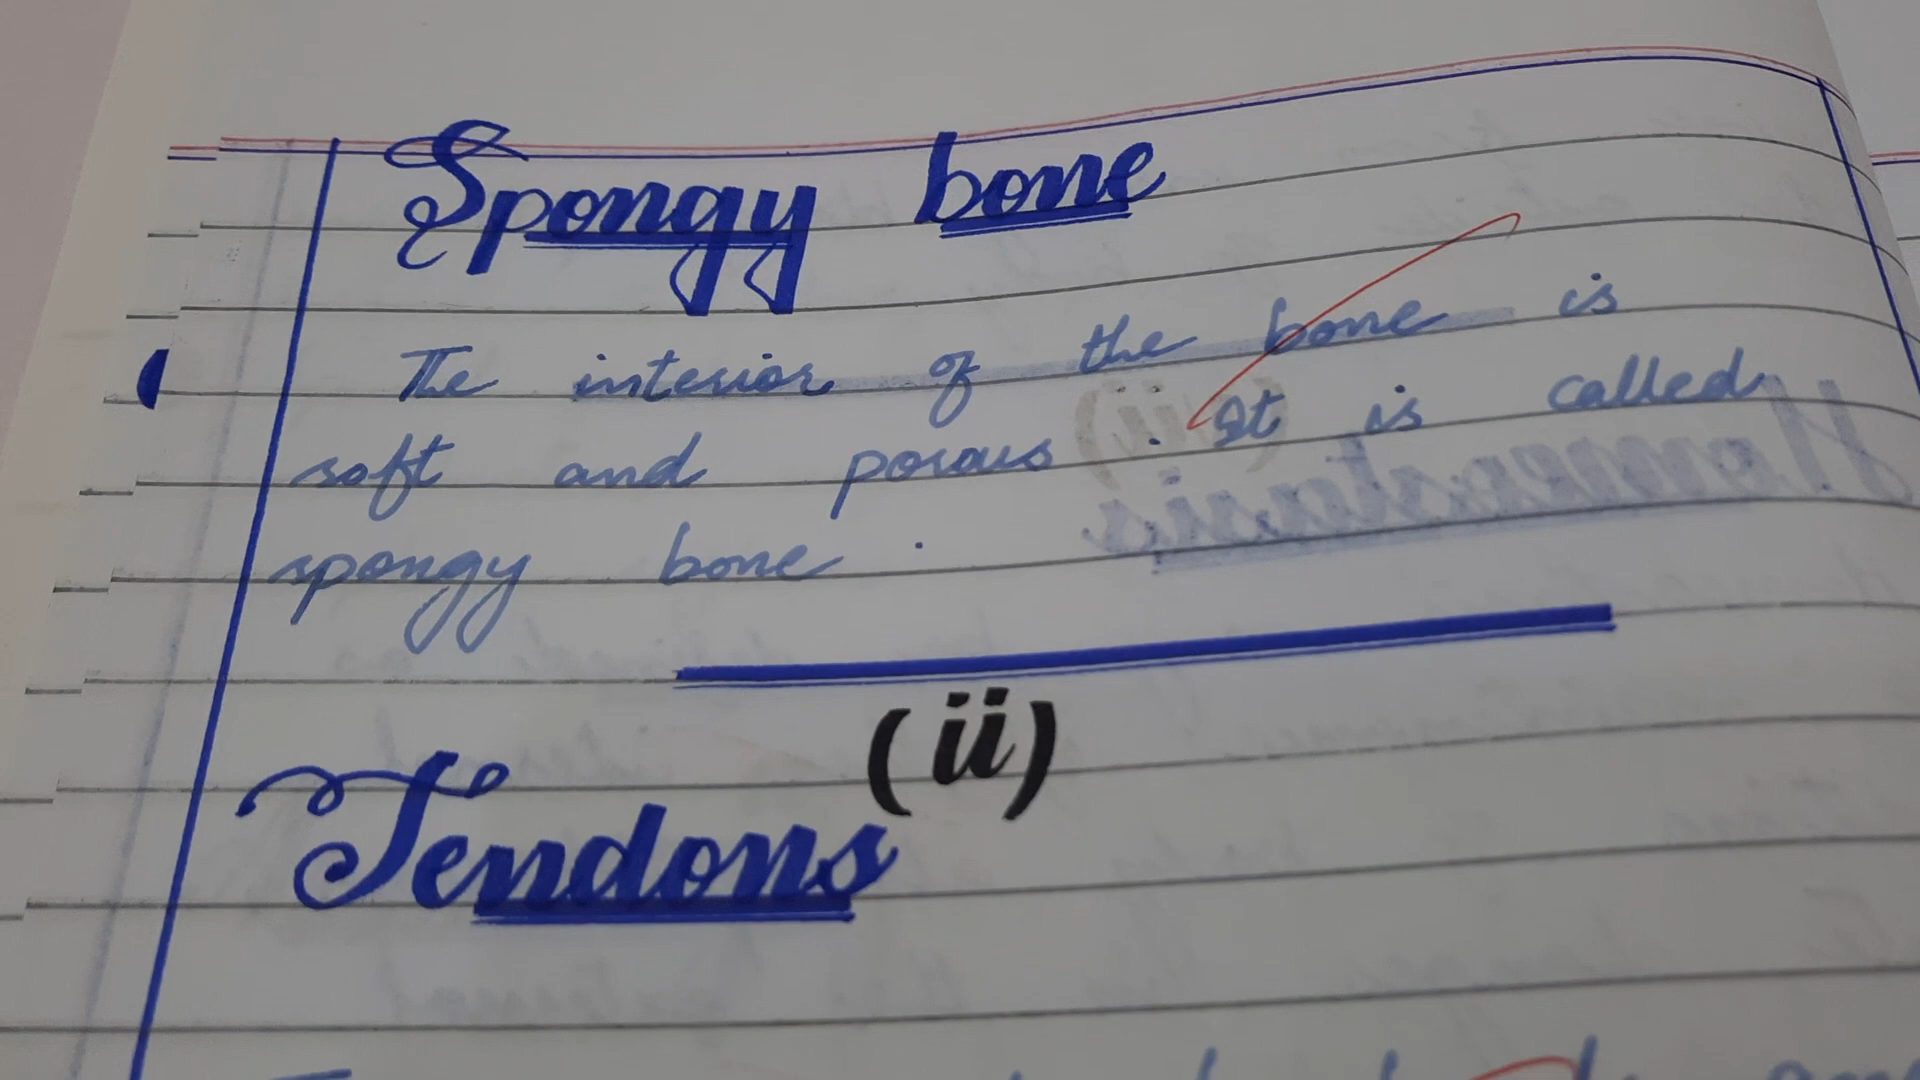 Spongy bone
The interior of the bone is
soft and porous . It is called
spongy bone .
(ii)
Tendons